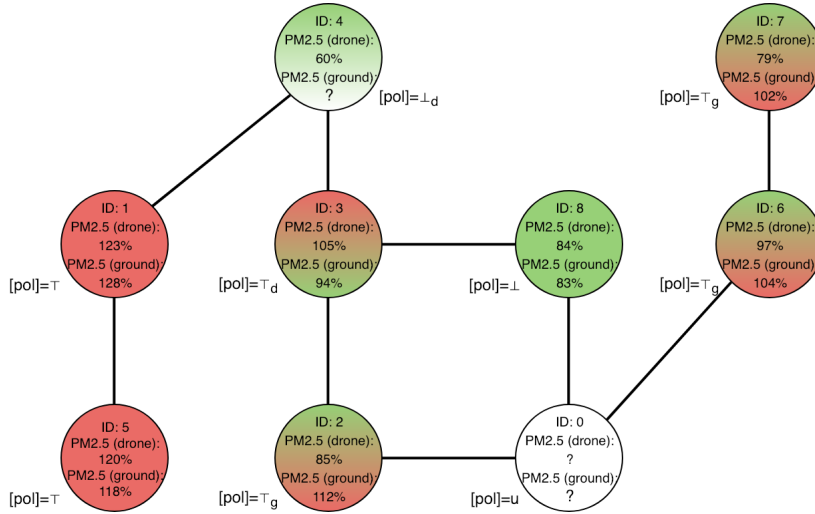 ID: 4
PM2.5 (drone):
60%
PM2.5 (ground):
?
[pol]=⊥d
ID: 7
PM2.5 (drone):
79%
PM2.5 (ground):
102%
[pol]=⊤g
ID: 1
PM2.5 (drone):
123%
PM2.5 (ground):
128%
[pol]=⊤
ID: 3
PM2.5 (drone):
105%
PM2.5 (ground):
94%
[pol]=⊤d
ID: 8
PM2.5 (drone):
84%
PM2.5 (ground):
83%
[pol]=⊥
ID: 6
PM2.5 (drone):
97%
PM2.5 (ground):
104%
[pol]=⊤g
ID: 5
PM2.5 (drone):
120%
PM2.5 (ground):
118%
[pol]=⊤
ID: 2
PM2.5 (drone):
85%
PM2.5 (ground):
112%
[pol]=⊤g
ID: 0
PM2.5 (drone):
?
PM2.5 (ground):
?
[pol]=u